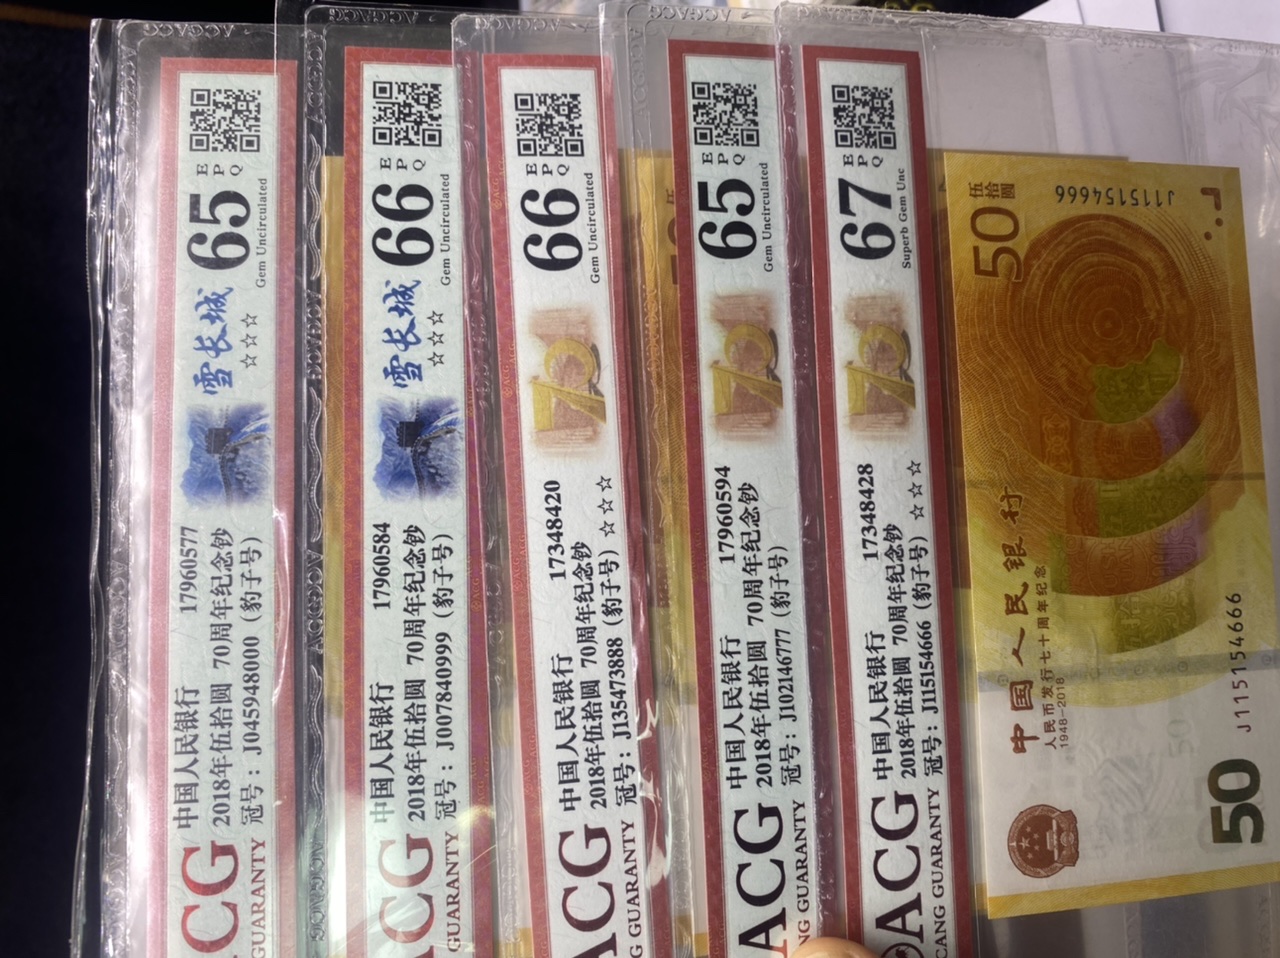 ACG
GUARANTY
中国人民银行 17960577
2018年伍拾圆 70周年纪念钞
冠号：J045948000（豹子号）
雪长城
☆☆☆
65 EPQ
Gem Uncirculated
ACG
GUARANTY
中国人民银行 17960584
2018年伍拾圆 70周年纪念钞
冠号：J007840999（豹子号）
雪长城
☆☆☆
66 EPQ
Gem Uncirculated
ACG
G GUARANTY
中国人民银行 17348420
2018年伍拾圆 70周年纪念钞
冠号：J135473888（豹子号）☆☆☆
70
66 EPQ
Gem Uncirculated
ACG
NG GUARANTY
中国人民银行 17960594
2018年伍拾圆 70周年纪念钞
冠号：J102146777（豹子号）
70
65 EPQ
Gem Uncirculated
ACG
CANG GUARANTY
中国人民银行 17348428
2018年伍拾圆 70周年纪念钞
冠号：J115154666（豹子号）☆☆☆
70
67 EPQ
Superb Gem Unc
中国人民银行
人民币发行七十周年纪念
1948-2018
50
伍拾圆
J115154666
50
J115154666
50